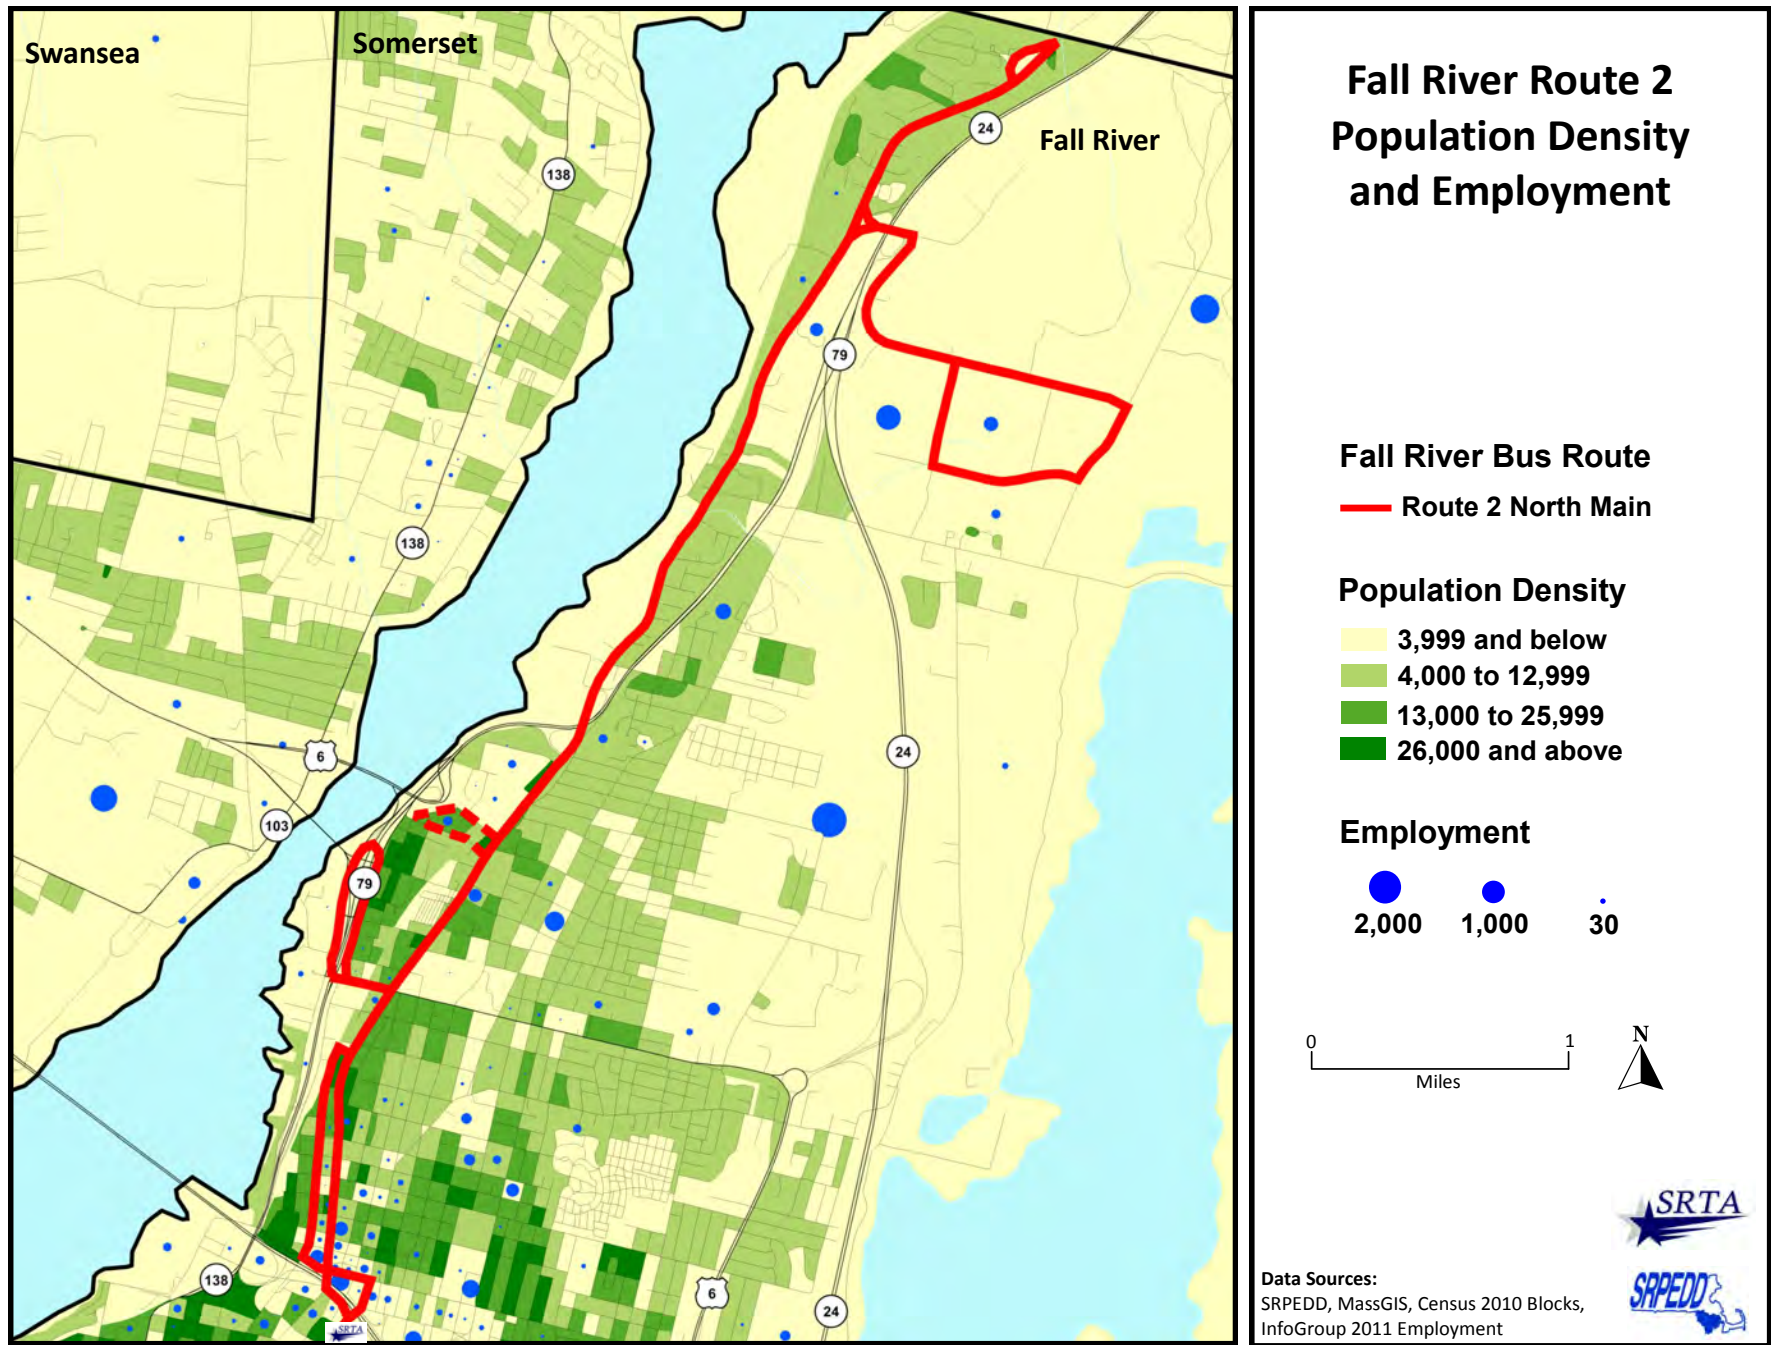 Swansea
Somerset
138
24
Fall River
79
138
6
103
79
24
138
6
24
SRTA
Fall River Route 2
Population Density
and Employment
Fall River Bus Route
Route 2 North Main
Population Density
3,999 and below
4,000 to 12,999
13,000 to 25,999
26,000 and above
Employment
2,000 1,000 30
0 1
Miles
N
SRTA
SRPEDD
Data Sources:
SRPEDD, MassGIS, Census 2010 Blocks,
InfoGroup 2011 Employment